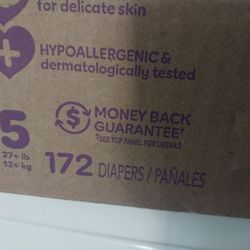 for delicate skin
HYPOALLERGENIC &
dermatologically tested
MONEY BACK
GUARANTEE†
†SEE TOP PANEL FOR DETAILS
5
27+ lb
12+ kg
172 DIAPERS / PAÑALES